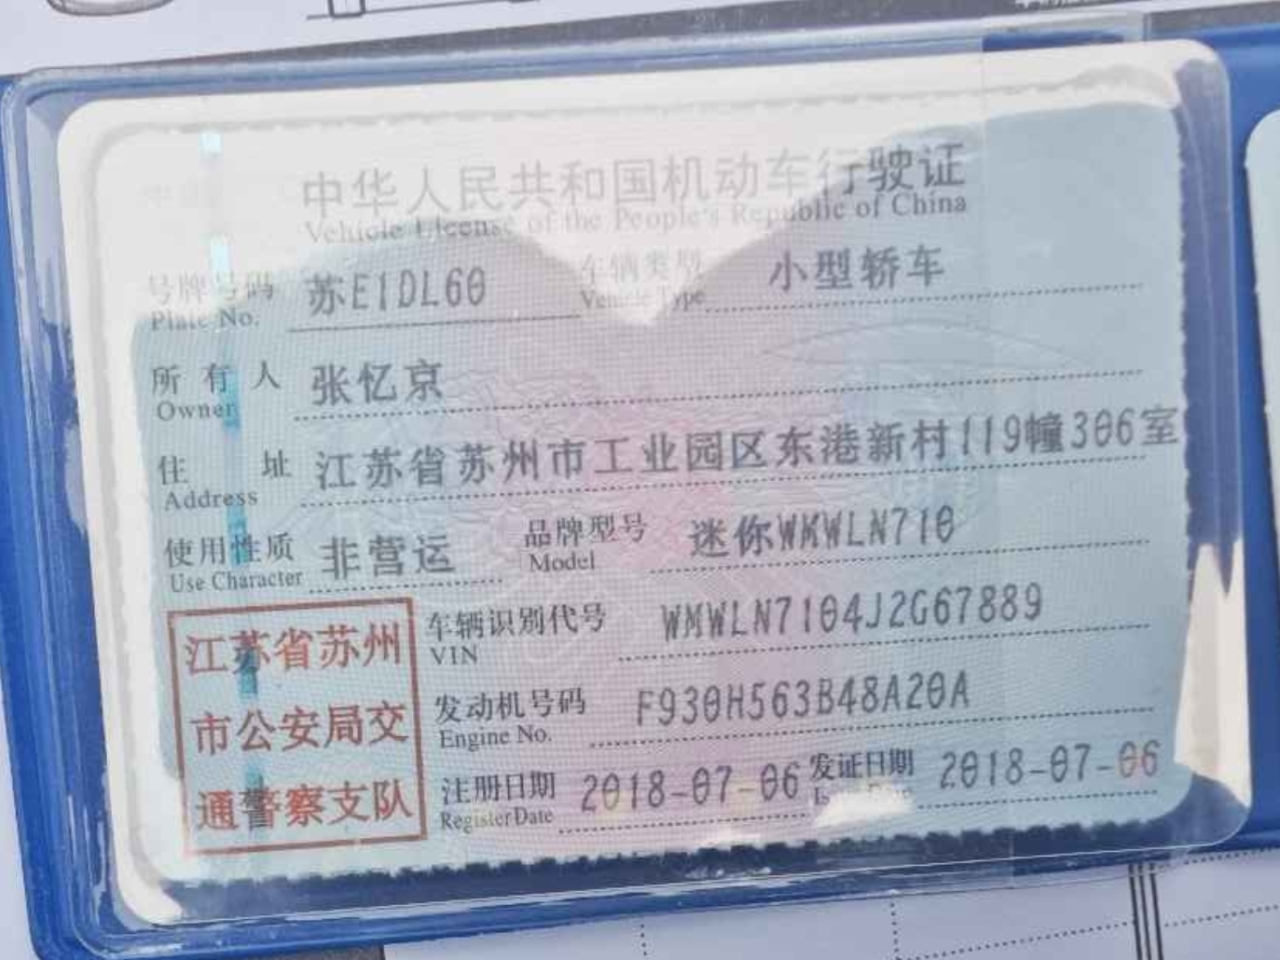 中华人民共和国机动车行驶证
Vehicle License of the People's Republic of China
号牌号码 苏E1DL60 车辆类型 小型轿车
Plate No. Vehicle Type
所有人 张忆京
Owner
住址 江苏省苏州市工业园区东港新村119幢306室
Address
使用性质 非营运 品牌型号 迷你WMWLN710
Use Character Model
车辆识别代号 WMWLN7104J2G67889
VIN
发动机号码 F930H563B48A20A
Engine No.
注册日期 2018-07-06 发证日期 2018-07-06
Register Date Issue Date
江苏省苏州
市公安局交
通警察支队